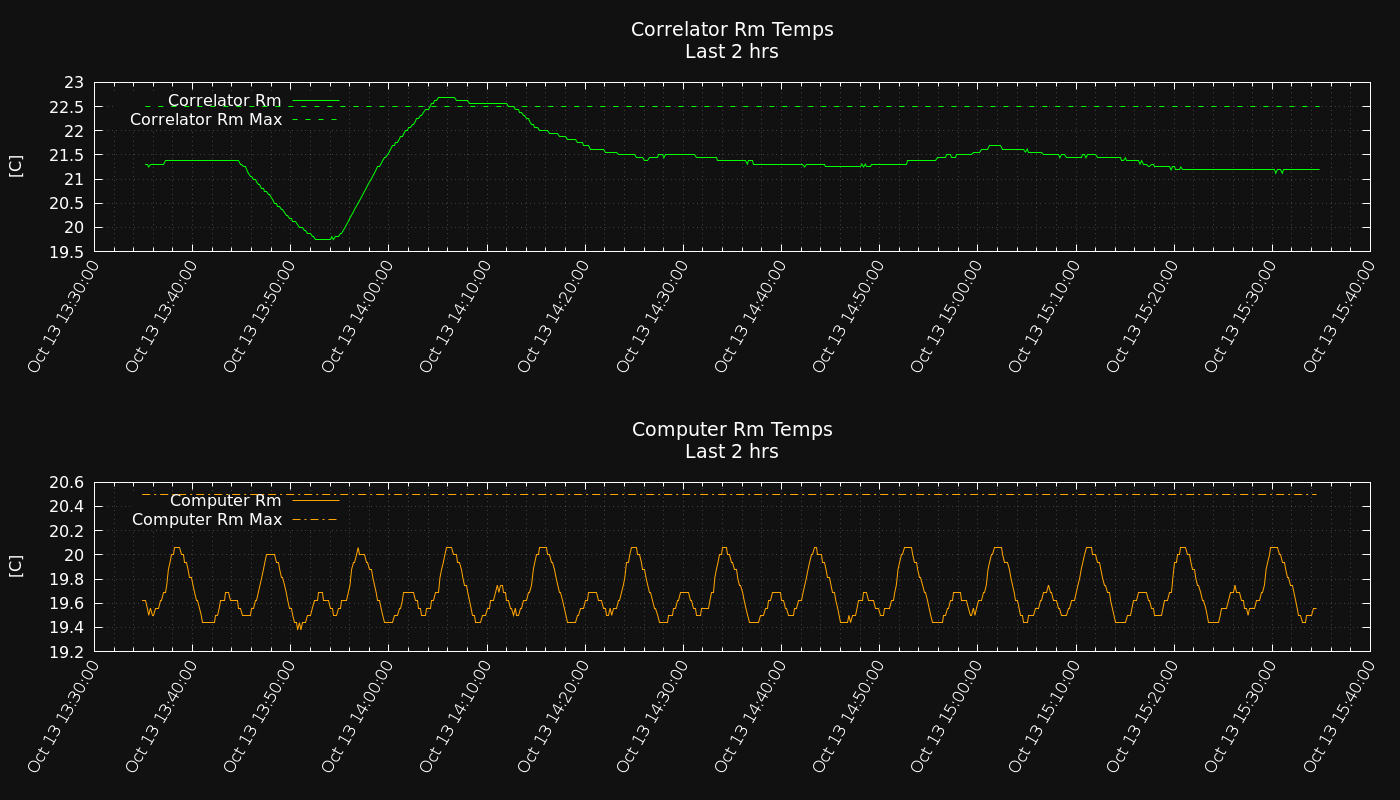 Correlator Rm Temps
Last 2 hrs
23
22.5
22
21.5
21
20.5
20
19.5
[C]
Correlator Rm
Correlator Rm Max
Oct 13 13:30:00
Oct 13 13:40:00
Oct 13 13:50:00
Oct 13 14:00:00
Oct 13 14:10:00
Oct 13 14:20:00
Oct 13 14:30:00
Oct 13 14:40:00
Oct 13 14:50:00
Oct 13 15:00:00
Oct 13 15:10:00
Oct 13 15:20:00
Oct 13 15:30:00
Oct 13 15:40:00
Computer Rm Temps
Last 2 hrs
20.6
20.4
20.2
20
19.8
19.6
19.4
19.2
[C]
Computer Rm
Computer Rm Max
Oct 13 13:30:00
Oct 13 13:40:00
Oct 13 13:50:00
Oct 13 14:00:00
Oct 13 14:10:00
Oct 13 14:20:00
Oct 13 14:30:00
Oct 13 14:40:00
Oct 13 14:50:00
Oct 13 15:00:00
Oct 13 15:10:00
Oct 13 15:20:00
Oct 13 15:30:00
Oct 13 15:40:00